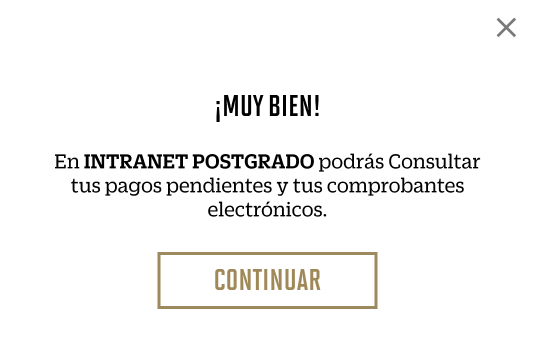 ¡MUY BIEN!
En INTRANET POSTGRADO podrás Consultar
tus pagos pendientes y tus comprobantes
electrónicos.
CONTINUAR